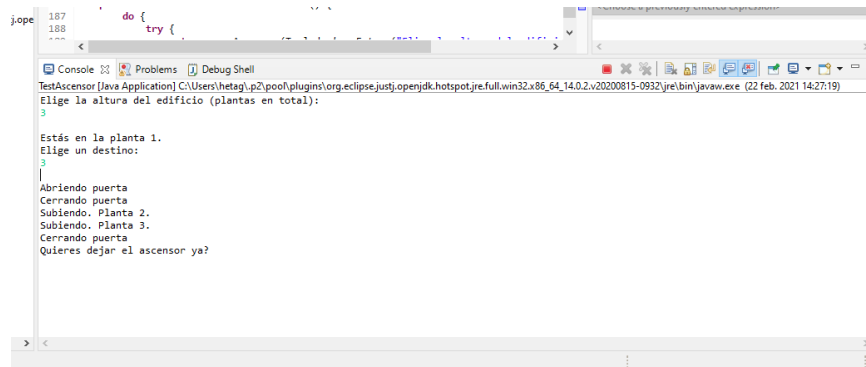 j.ope
187 do {
188 try {
Console Problems Debug Shell
TestAscensor [Java Application] C:\Users\hetag\.p2\pool\plugins\org.eclipse.justj.openjdk.hotspot.jre.full.win32.x86_64_14.0.2.v20200815-0932\jre\bin\javaw.exe (22 feb. 2021 14:27:19)
Elige la altura del edificio (plantas en total):
3
Estás en la planta 1.
Elige un destino:
3
Abriendo puerta
Cerrando puerta
Subiendo. Planta 2.
Subiendo. Planta 3.
Cerrando puerta
Quieres dejar el ascensor ya?